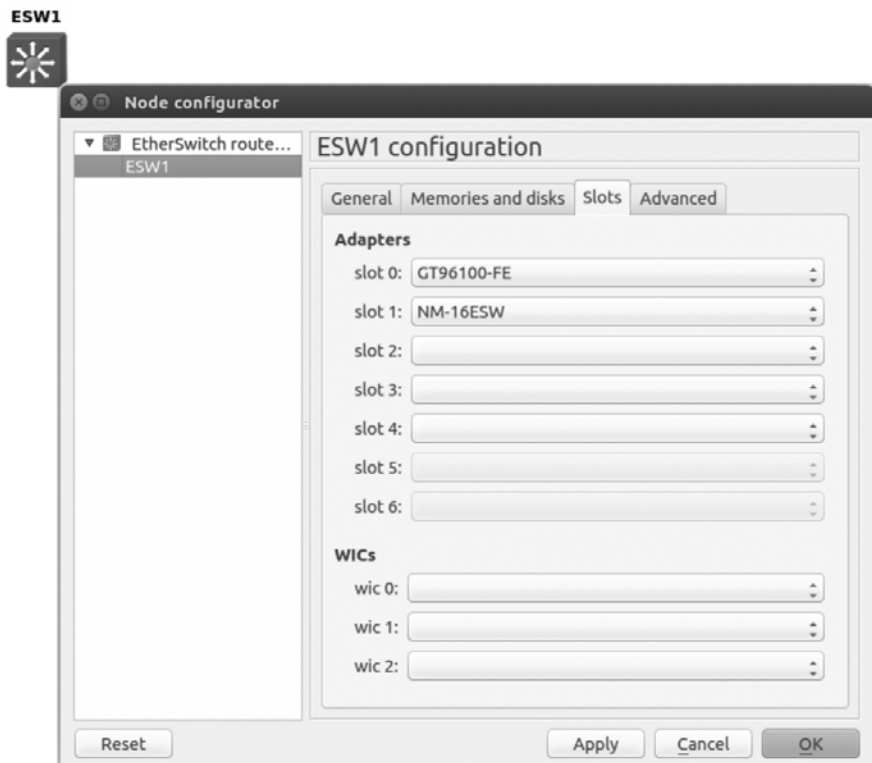 ESW1
Node configurator
EtherSwitch route...
ESW1
ESW1 configuration
General Memories and disks Slots Advanced
Adapters
slot 0: GT96100-FE
slot 1: NM-16ESW
slot 2:
slot 3:
slot 4:
slot 5:
slot 6:
WICs
wic 0:
wic 1:
wic 2:
Reset Apply Cancel OK